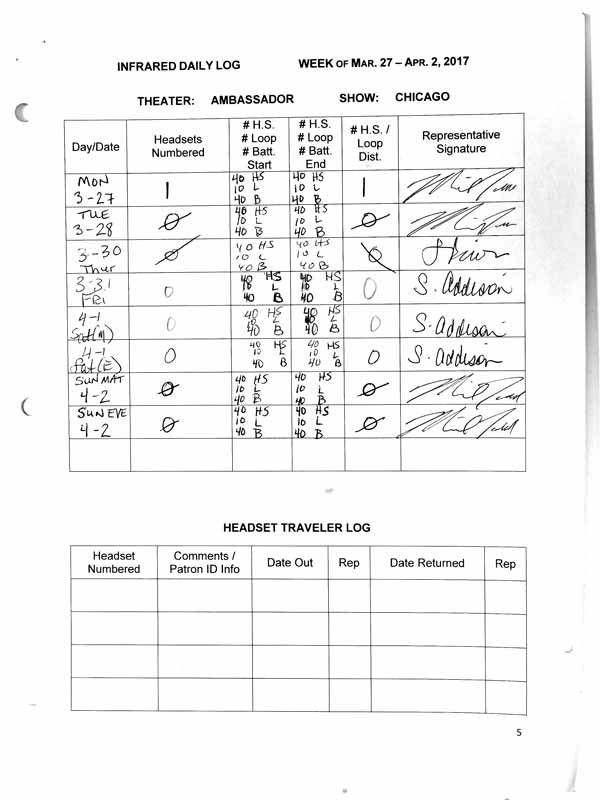 INFRARED DAILY LOG WEEK OF MAR. 27 – APR. 2, 2017
THEATER: AMBASSADOR SHOW: CHICAGO
Day/Date Headsets Numbered # H.S. # Loop # Batt. Start # H.S. # Loop # Batt. End # H.S. / Loop Dist. Representative Signature
MON 3-27 1 40 HS 10 L 40 B 40 HS 10 L 40 B 1
TUE 3-28 Ø 40 HS 10 L 40 B 40 HS 10 L 40 B Ø
3-30 Thur Ø 40 HS 10 L 40 B 40 HS 10 L 40 B Ø
3-31 FRI 0 40 HS 10 L 40 B 40 HS 10 L 40 B 0 S. Addison
4-1 Sat(M) 0 40 HS 10 L 40 B 40 HS 10 L 40 B 0 S. Addison
4-1 Sat(E) 0 40 HS 10 L 40 B 40 HS 10 L 40 B 0 S. Addison
SUN MAT 4-2 Ø 40 HS 10 L 40 B 40 HS 10 L 40 B Ø
SUN EVE 4-2 Ø 40 HS 10 L 40 B 40 HS 10 L 40 B Ø
HEADSET TRAVELER LOG
Headset Numbered Comments / Patron ID Info Date Out Rep Date Returned Rep
5